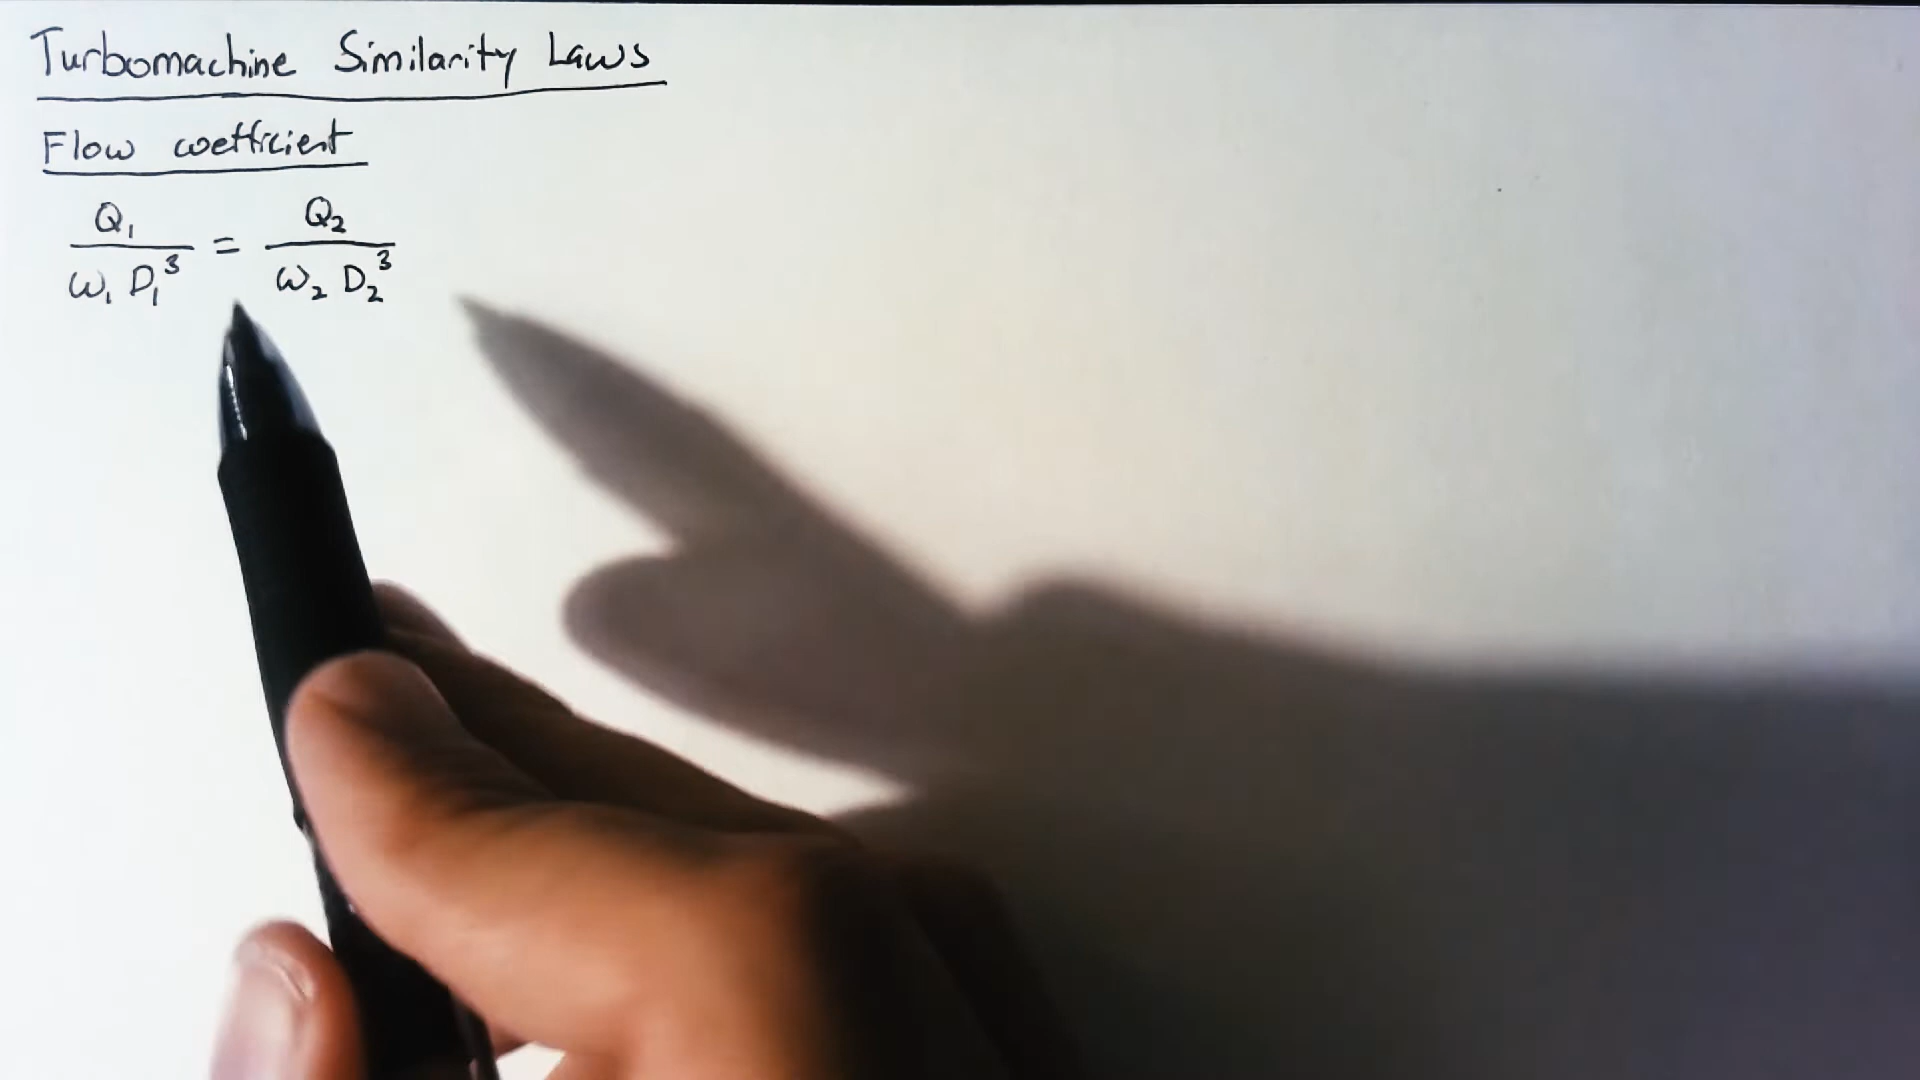 Turbomachine Similarity Laws
Flow coefficient
Q₁ / ω₁ D₁³ = Q₂ / ω₂ D₂³